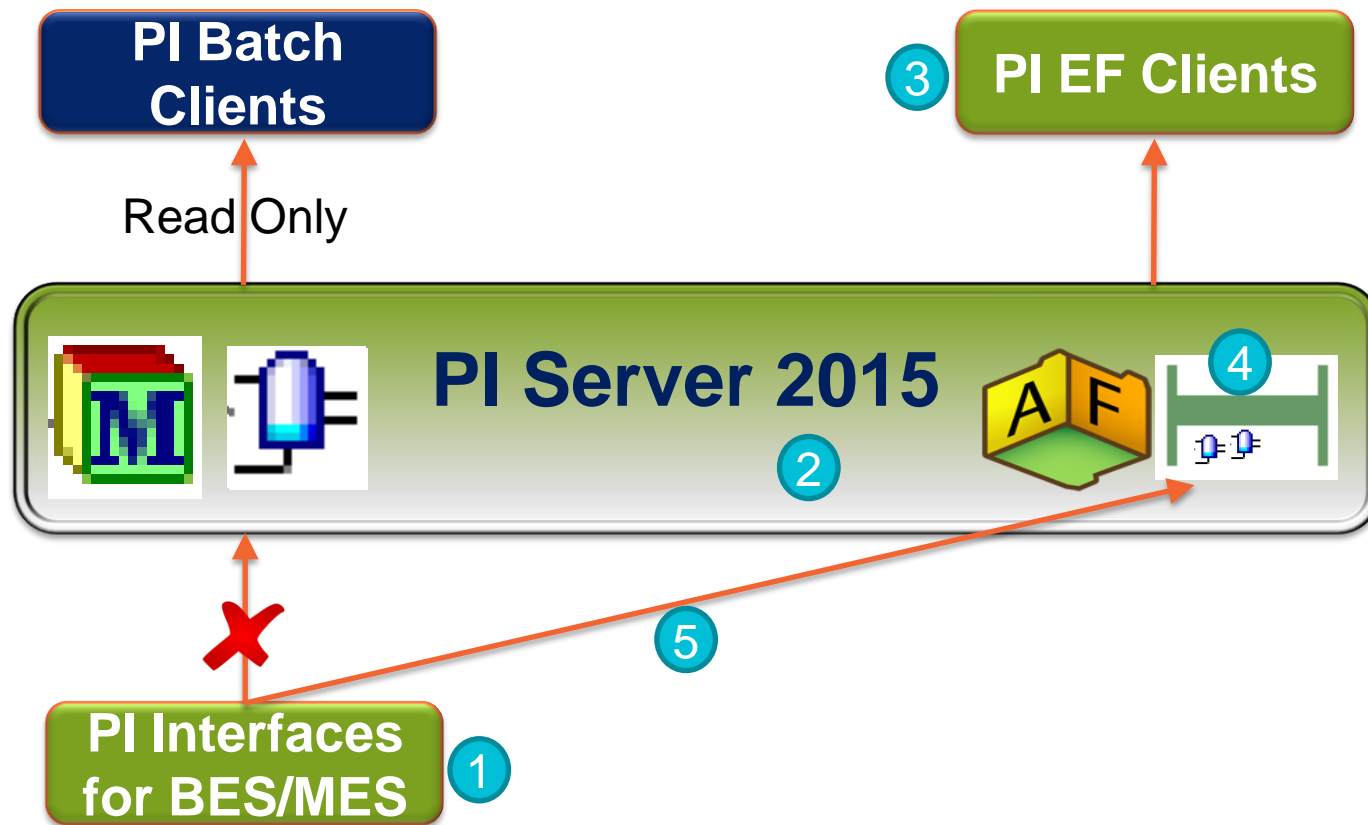 PI Batch
Clients
3
PI EF Clients
Read Only
PI Server 2015
M
A F
4
2
5
PI Interfaces
for BES/MES
1